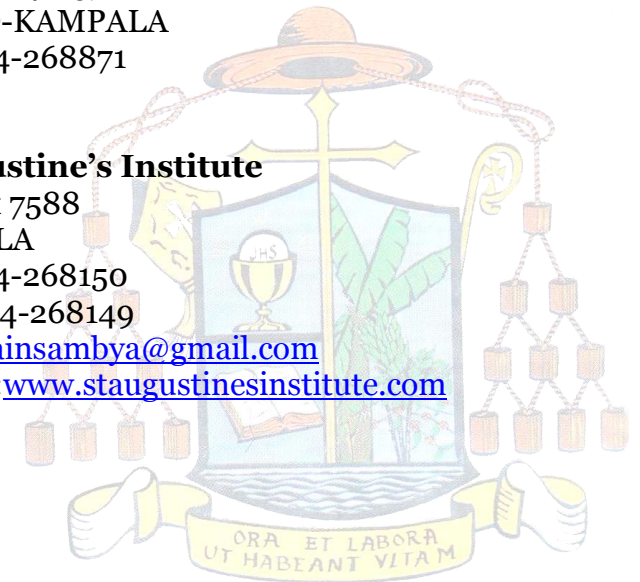 -KAMPALA
4-268871
ustine's Institute
7588
LA
4-268150
4-268149
ainsambya@gmail.com
www.staugustinesinstitute.com
JHS
ORA ET LABORA
UT HABEANT VITAM